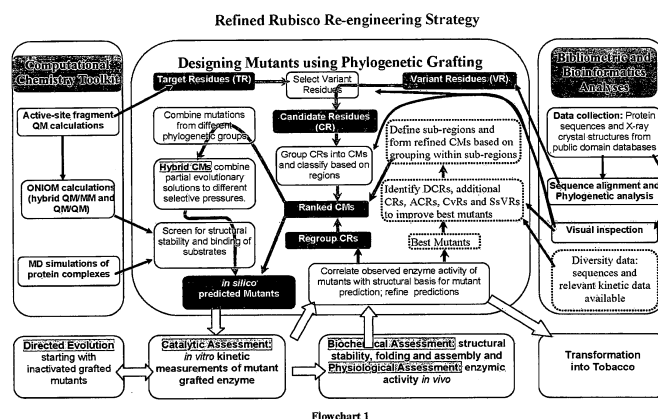 Refined Rubisco Re-engineering Strategy
Computational
Chemistry Toolkit
Active-site fragment
QM calculations
ONIOM calculations
(hybrid QM/MM and
QM/QM)
MD simulations of
protein complexes
Designing Mutants using Phylogenetic Grafting
Target Residues (TR)
Select Variant
Residues
Variant Residues (VR)
Combine mutations
from different
phylogenetic groups.
Candidate Residues
(CR)
Define sub-regions and
form refined CMs based on
grouping within sub-regions
Hybrid CMs combine
partial evolutionary
solutions to different
selective pressures.
Group CRs into CMs
and classify based on
regions
Identify DCRs, additional
CRs, ACRs, CvRs and SsVRs
to improve best mutants
Ranked CMs
Screen for structural
stability and binding of
substrates
Regroup CRs
Best Mutants
in silico
predicted Mutants
Correlate observed enzyme activity of
mutants with structural basis for mutant
prediction; refine predictions
Bibliometric and
Bioinformatics
Analyses
Data collection: Protein
sequences and X-ray
crystal structures from
public domain databases
Sequence alignment and
Phylogenetic analysis
Visual inspection
Diversity data:
sequences and
relevant kinetic data
available
Directed Evolution
starting with
inactivated grafted
mutants
Catalytic Assessment:
in vitro kinetic
measurements of mutant
grafted enzyme
Biochemical Assessment: structural
stability, folding and assembly and
Physiological Assessment: enzymic
activity in vivo
Transformation
into Tobacco
Flowchart 1